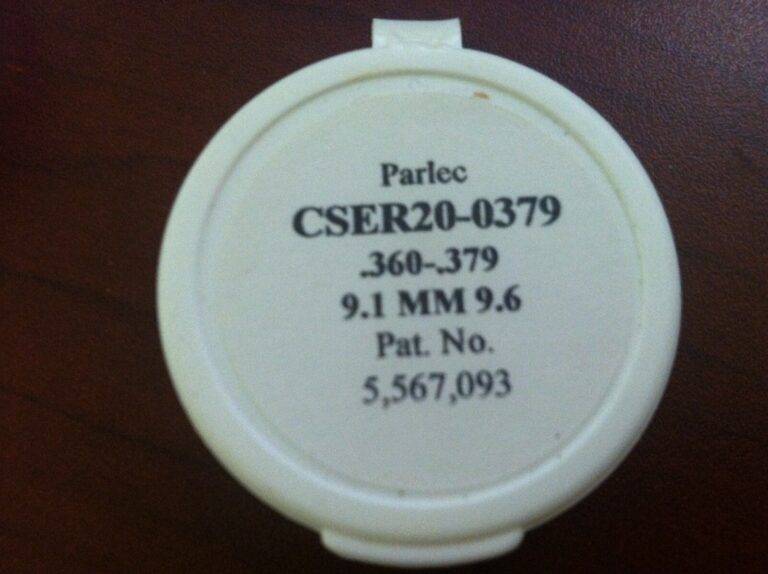 Parlec
CSER20-0379
.360-.379
9.1 MM 9.6
Pat. No.
5,567,093